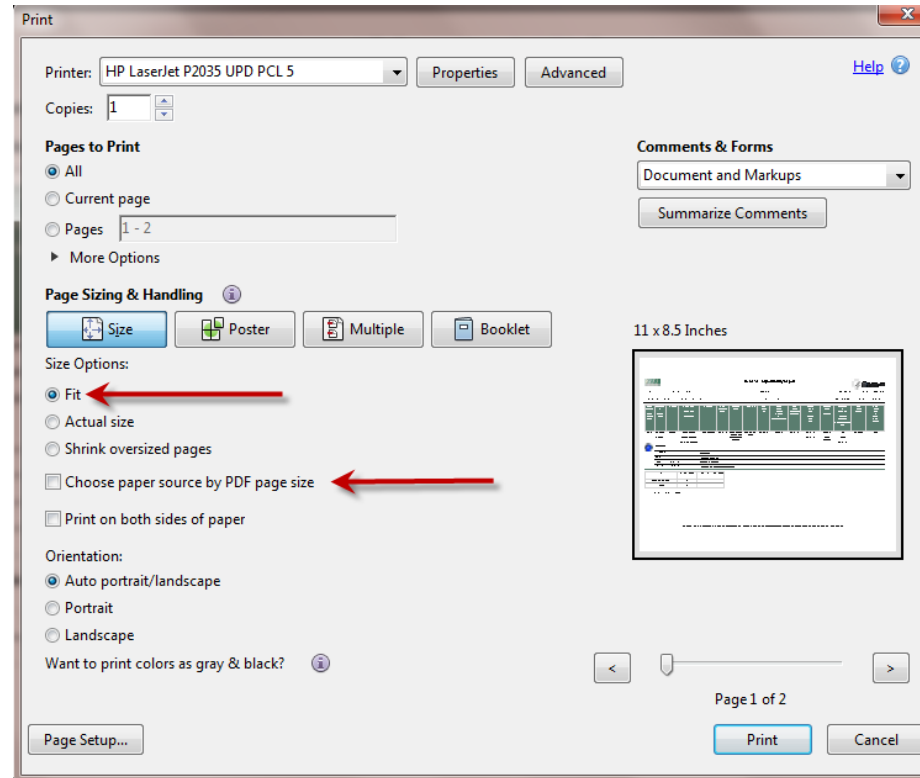 Print
Printer: HP LaserJet P2035 UPD PCL 5 Properties Advanced Help
Copies: 1
Pages to Print
All
Current page
Pages 1 - 2
More Options
Comments & Forms
Document and Markups
Summarize Comments
Page Sizing & Handling
Size Poster Multiple Booklet
Size Options:
Fit
Actual size
Shrink oversized pages
Choose paper source by PDF page size
Print on both sides of paper
Orientation:
Auto portrait/landscape
Portrait
Landscape
Want to print colors as gray & black?
11 x 8.5 Inches
< >
Page 1 of 2
Page Setup... Print Cancel